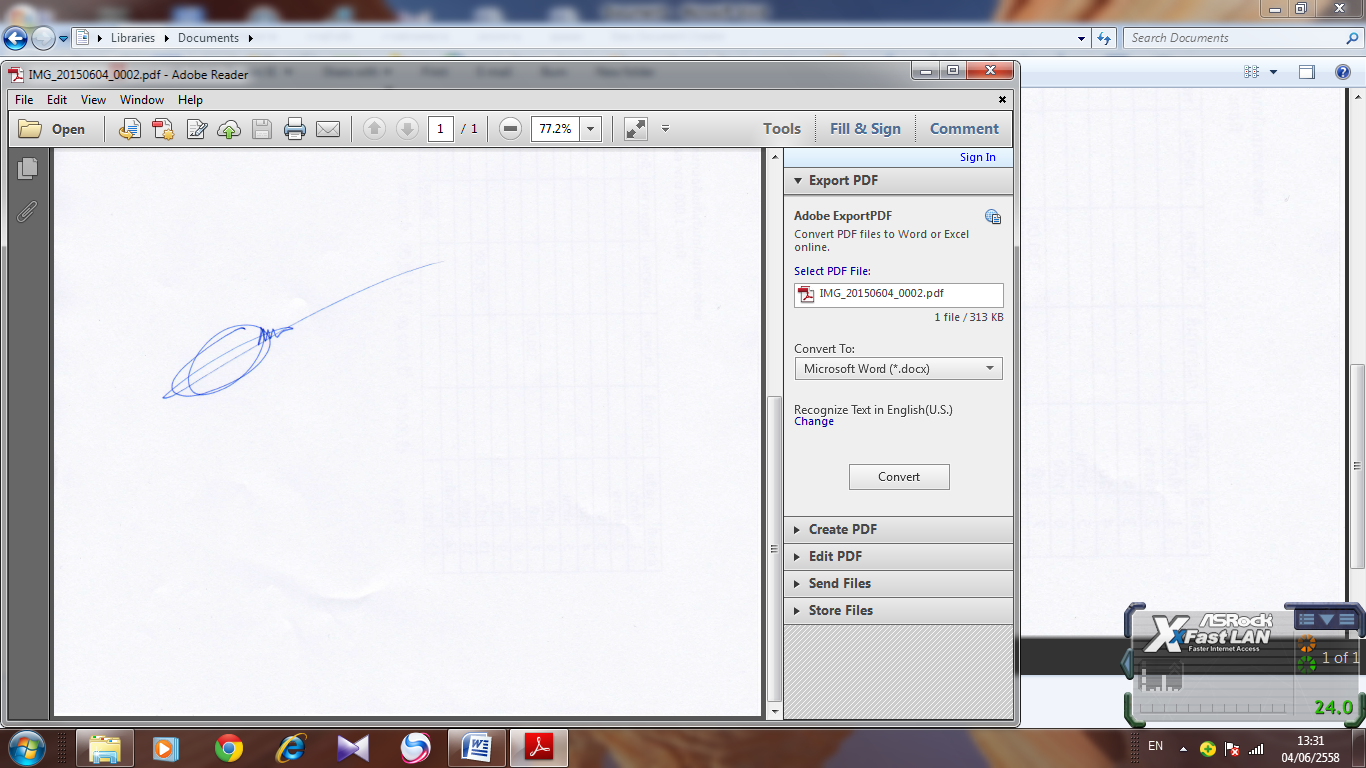 Libraries Documents
Search Documents
IMG_20150604_0002.pdf - Adobe Reader
File Edit View Window Help
Open
1 / 1
77.2%
Tools Fill & Sign Comment
Sign In
Export PDF
Adobe ExportPDF
Convert PDF files to Word or Excel
online.
Select PDF File:
IMG_20150604_0002.pdf
1 file / 313 KB
Convert To:
Microsoft Word (*.docx)
Recognize Text in English(U.S.)
Change
Convert
Create PDF
Edit PDF
Send Files
Store Files
ASRock
XFast LAN
Faster Internet Access
1 of 1
24.0
EN
13:31
04/06/2558